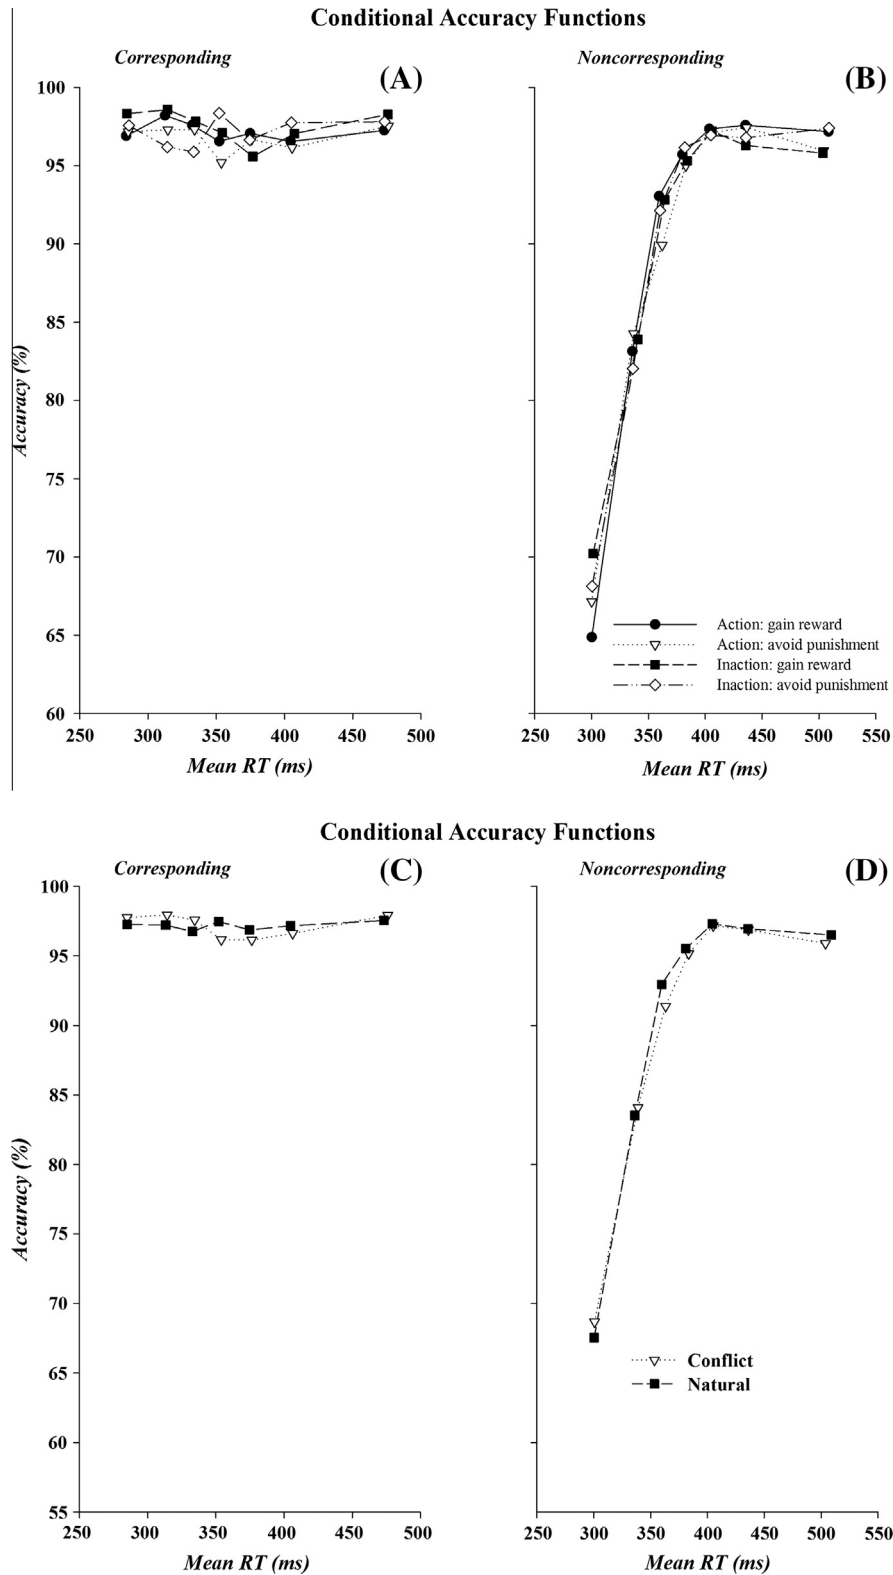 Conditional Accuracy Functions
Corresponding
(A)
Noncorresponding
(B)
100
95
90
85
80
75
70
65
60
Accuracy (%)
Action: gain reward
Action: avoid punishment
Inaction: gain reward
Inaction: avoid punishment
250 300 350 400 450 500
250 300 350 400 450 500 550
Mean RT (ms)
Mean RT (ms)
Conditional Accuracy Functions
Corresponding
(C)
Noncorresponding
(D)
100
95
90
85
80
75
70
65
60
55
Accuracy (%)
Conflict
Natural
250 300 350 400 450 500
250 300 350 400 450 500 550
Mean RT (ms)
Mean RT (ms)